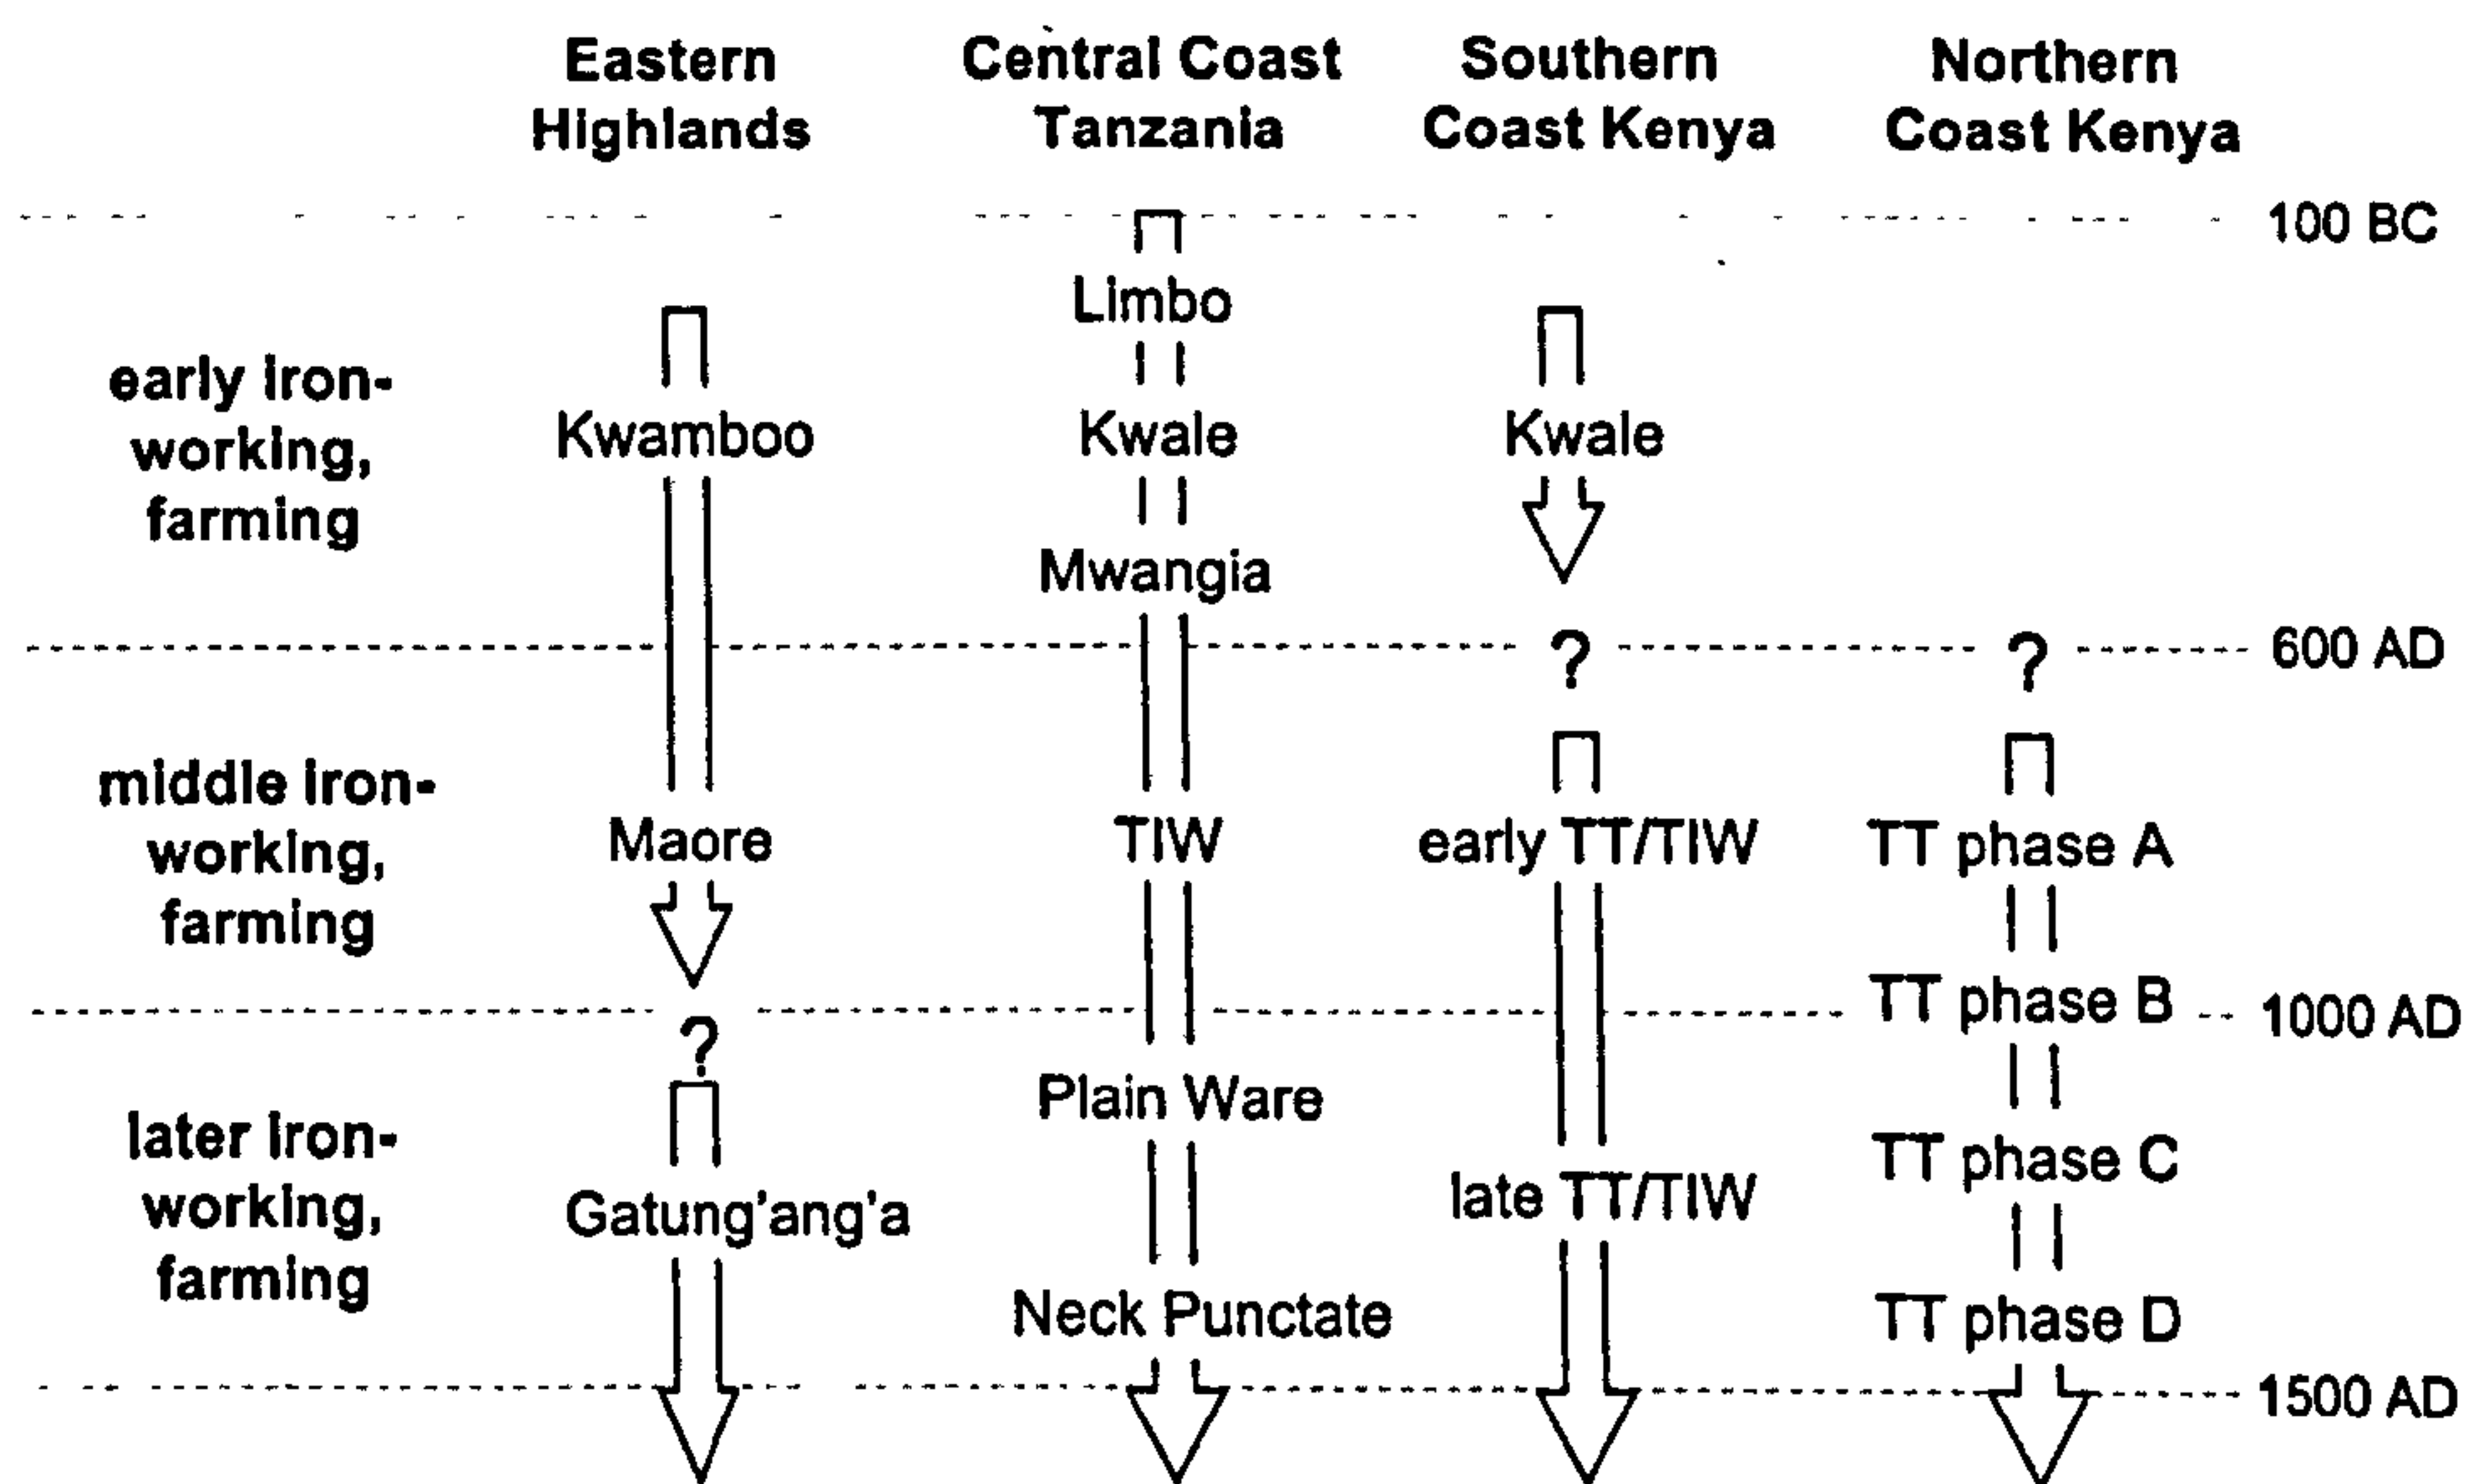 Eastern Highlands
Central Coast Tanzania
Southern Coast Kenya
Northern Coast Kenya
100 BC
Limbo
early iron-
working,
farming
Kwamboo
Kwale
Kwale
Mwangia
? ? 600 AD
middle iron-
working,
farming
Maore
TIW
early TT/TIW
TT phase A
TT phase B
1000 AD
?
Plain Ware
later iron-
working,
farming
TT phase C
Gatung'ang'a
late TT/TIW
Neck Punctate
TT phase D
1500 AD